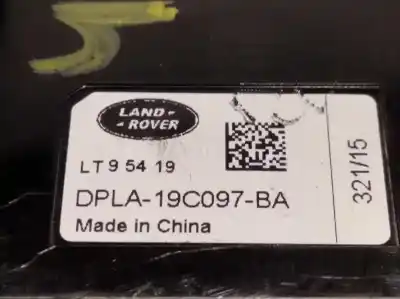 LAND
ROVER
LT 9 54 19
DPLA-19C097-BA
Made in China
321/15